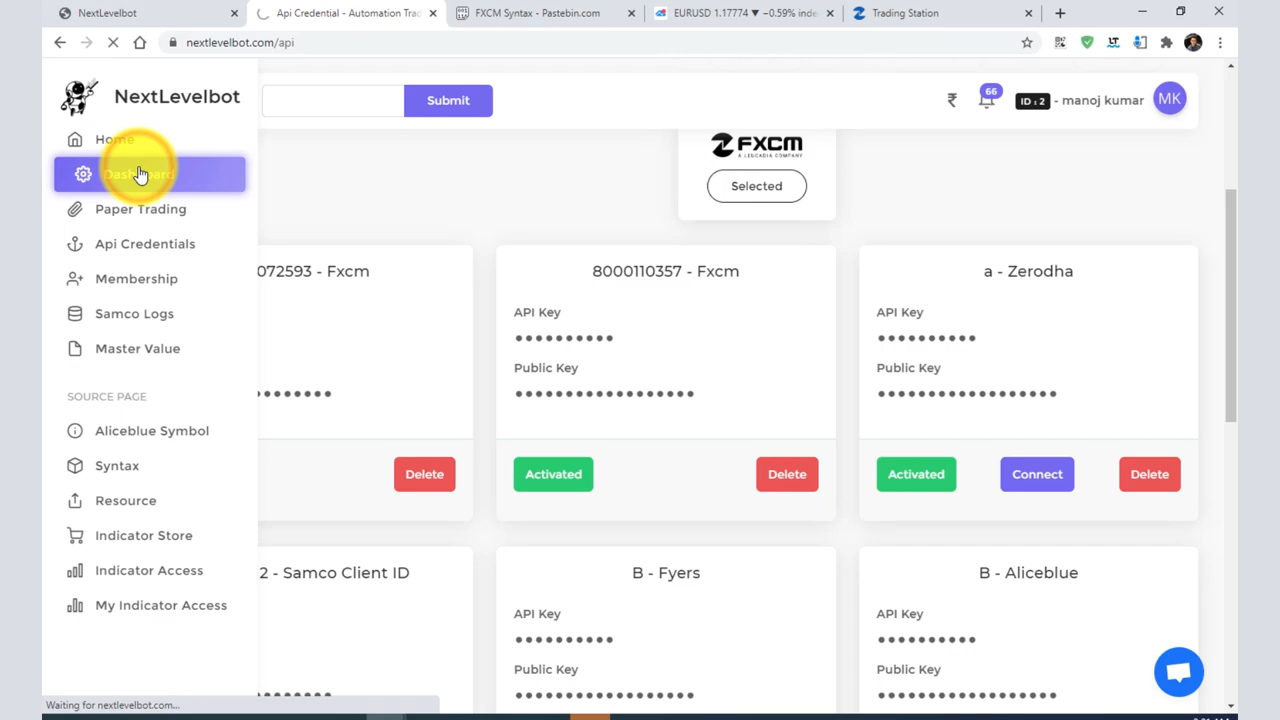 NextLevelbot
Api Credential - Automation Trad
FXCM Syntax - Pastebin.com
EURUSD 1.17774 ▼ −0.59% inde
Trading Station
nextlevelbot.com/api
NextLevelbot
Submit
₹
66
ID : 2 - manoj kumar
MK
Home
Dashboard
Paper Trading
Api Credentials
Membership
Samco Logs
Master Value
SOURCE PAGE
Aliceblue Symbol
Syntax
Resource
Indicator Store
Indicator Access
My Indicator Access
FXCM
A LEUCADIA COMPANY
Selected
072593 - Fxcm
Delete
8000110357 - Fxcm
API Key
Public Key
Activated
Delete
a - Zerodha
API Key
Public Key
Activated
Connect
Delete
2 - Samco Client ID
B - Fyers
API Key
Public Key
B - Aliceblue
API Key
Public Key
Waiting for nextlevelbot.com...